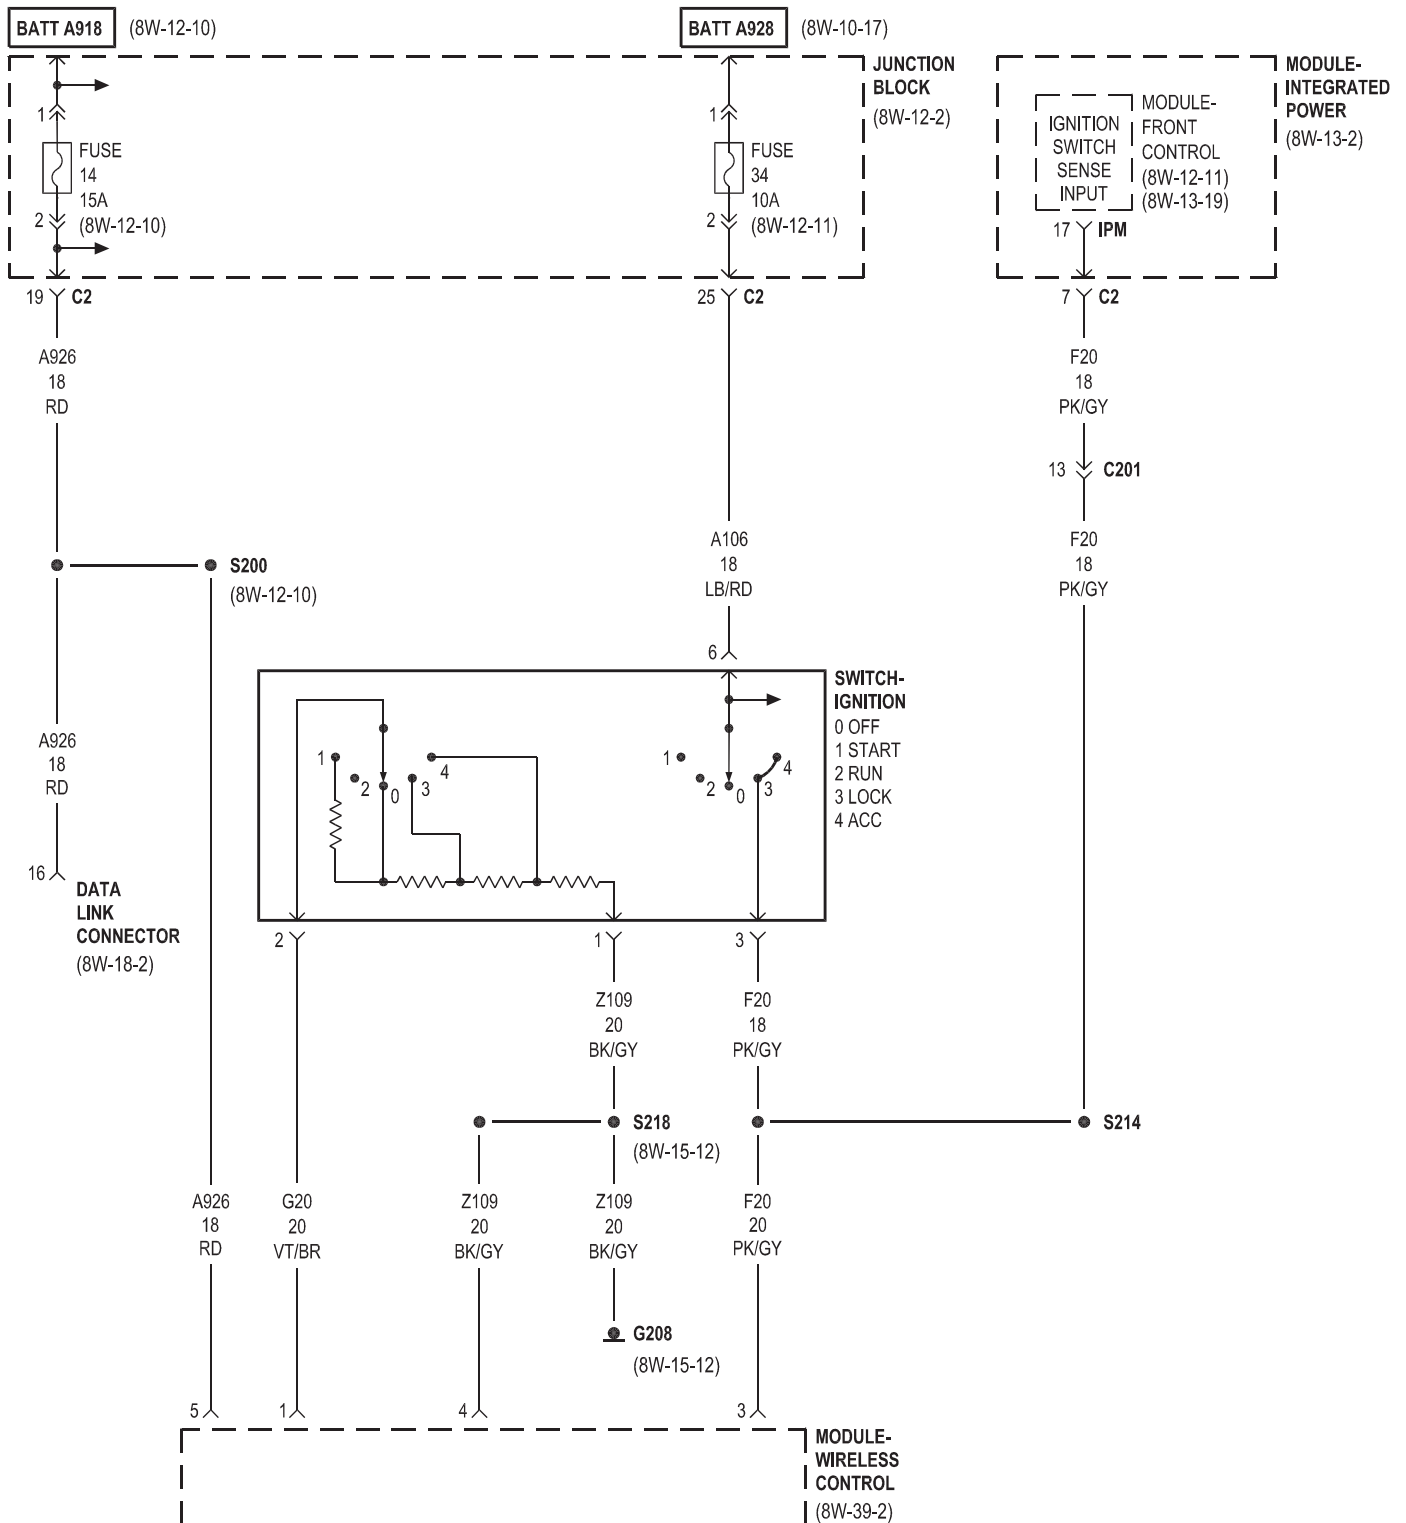 BATT A918 (8W-12-10)
BATT A928 (8W-10-17)
JUNCTION
BLOCK
(8W-12-2)
MODULE-
INTEGRATED
POWER
(8W-13-2)
IGNITION
SWITCH
SENSE
INPUT
MODULE-
FRONT
CONTROL
(8W-12-11)
(8W-13-19)
17 IPM
1
FUSE
14
15A
2 (8W-12-10)
1
FUSE
34
10A
2 (8W-12-11)
19 C2
25 C2
7 C2
A926
18
RD
F20
18
PK/GY
13 C201
A106
18
LB/RD
F20
18
PK/GY
S200
(8W-12-10)
6
SWITCH-
IGNITION
0 OFF
1 START
2 RUN
3 LOCK
4 ACC
1
2
0
3
4
1
2
0
3
4
A926
18
RD
16
DATA
LINK
CONNECTOR
(8W-18-2)
2
1
3
Z109
20
BK/GY
F20
18
PK/GY
S218
(8W-15-12)
S214
A926
18
RD
G20
20
VT/BR
Z109
20
BK/GY
Z109
20
BK/GY
F20
20
PK/GY
G208
(8W-15-12)
5
1
4
3
MODULE-
WIRELESS
CONTROL
(8W-39-2)